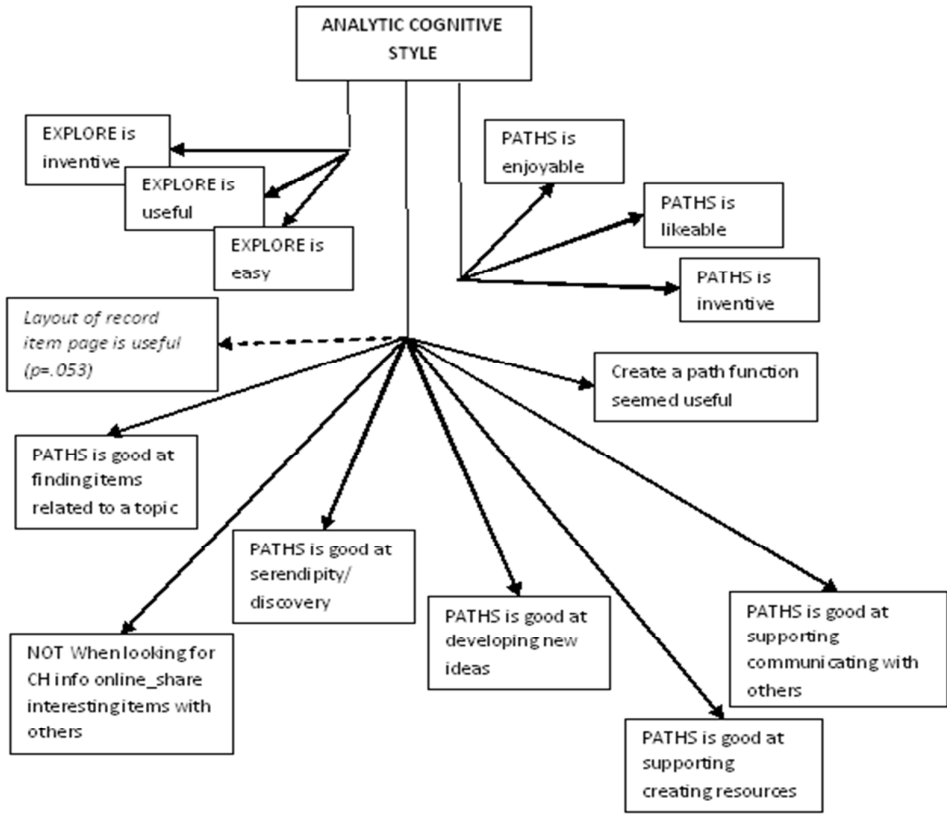 ANALYTIC COGNITIVE
STYLE
EXPLORE is
inventive
EXPLORE is
useful
EXPLORE is
easy
PATHS is
enjoyable
PATHS is
likeable
PATHS is
inventive
Layout of record
item page is useful
(p=.053)
Create a path function
seemed useful
PATHS is good at
finding items
related to a topic
PATHS is good at
serendipity/
discovery
PATHS is good at
developing new
ideas
PATHS is good at
supporting
communicating with
others
NOT When looking for
CH info online_share
interesting items with
others
PATHS is good at
supporting
creating resources